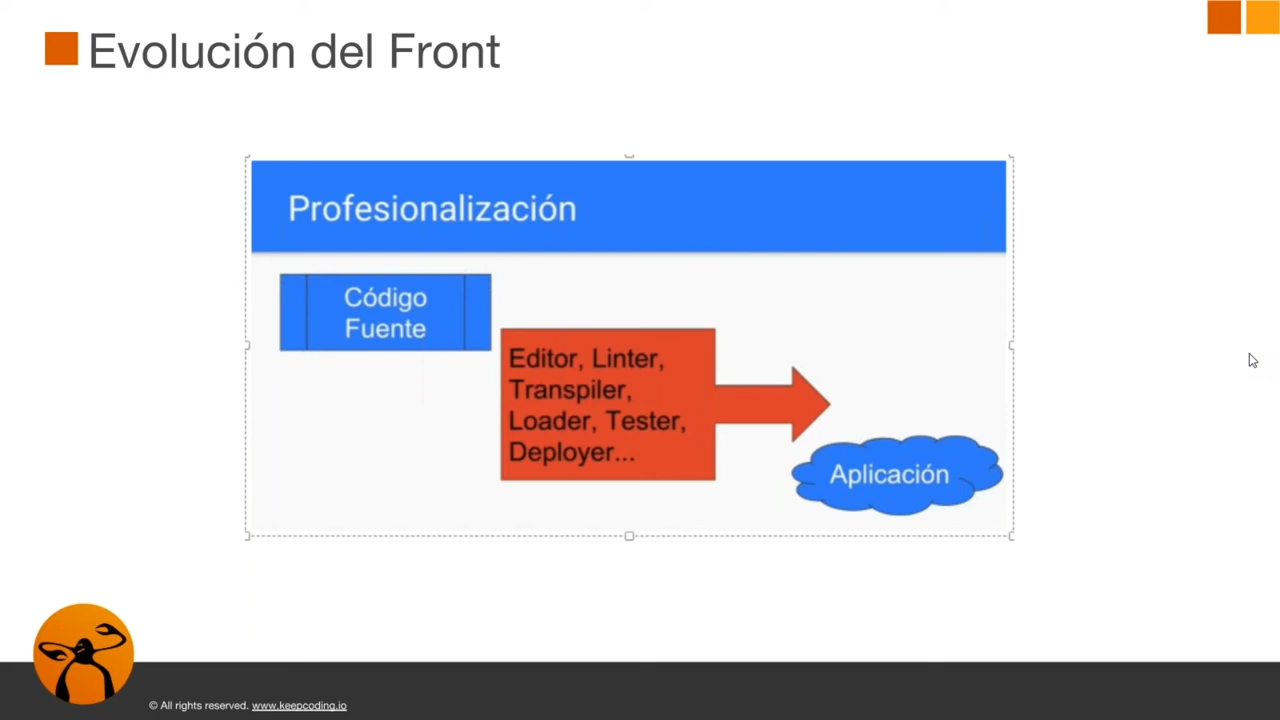 Evolución del Front
Profesionalización
Código
Fuente
Editor, Linter,
Transpiler,
Loader, Tester,
Deployer...
Aplicación
© All rights reserved. www.keepcoding.io